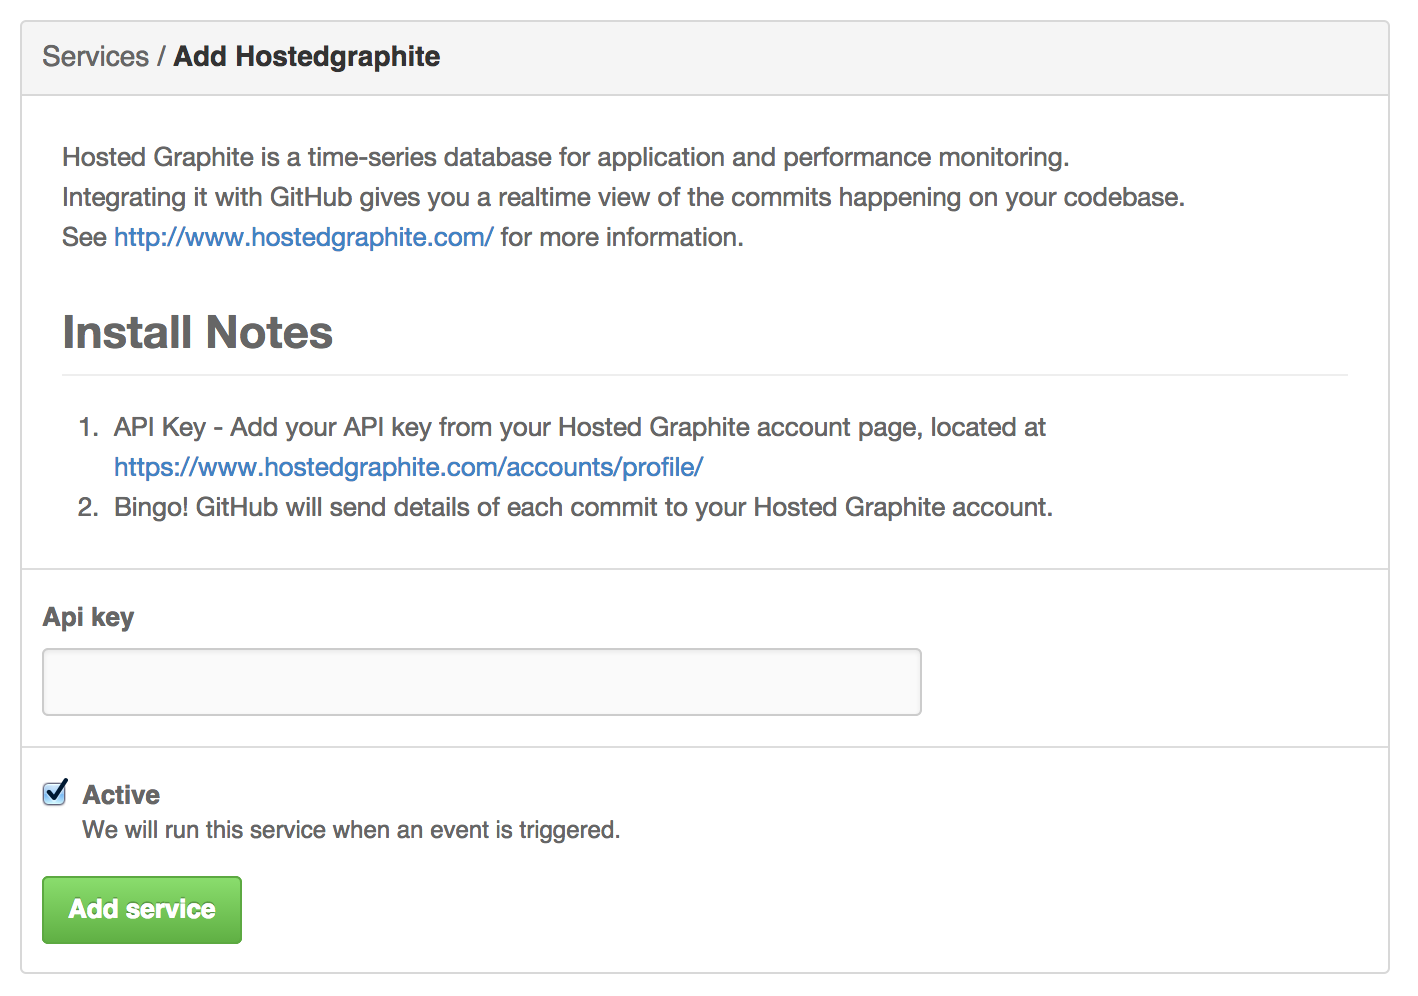 Services / Add Hostedgraphite
Hosted Graphite is a time-series database for application and performance monitoring.
Integrating it with GitHub gives you a realtime view of the commits happening on your codebase.
See http://www.hostedgraphite.com/ for more information.
Install Notes
1. API Key - Add your API key from your Hosted Graphite account page, located at
https://www.hostedgraphite.com/accounts/profile/
2. Bingo! GitHub will send details of each commit to your Hosted Graphite account.
Api key
Active
We will run this service when an event is triggered.
Add service